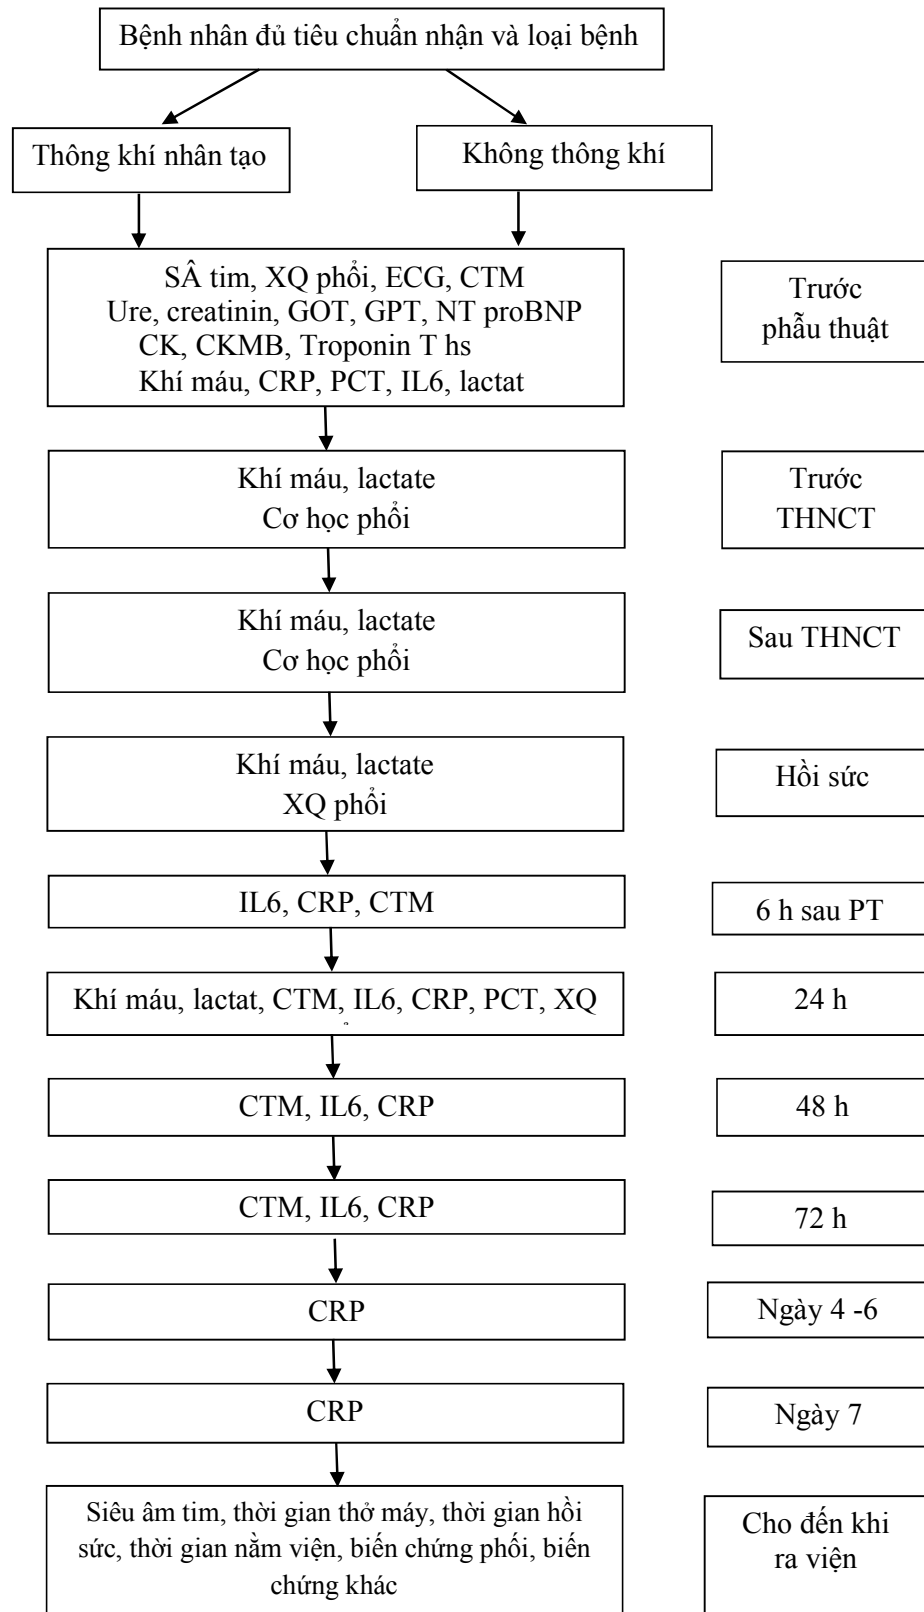 Bệnh nhân đủ tiêu chuẩn nhận và loại bệnh
Thông khí nhân tạo
Không thông khí
SÂ tim, XQ phổi, ECG, CTM
Ure, creatinin, GOT, GPT, NT proBNP
CK, CKMB, Troponin T hs
Khí máu, CRP, PCT, IL6, lactat
Trước
phẫu thuật
Khí máu, lactate
Cơ học phổi
Trước
THNCT
Khí máu, lactate
Cơ học phổi
Sau THNCT
Khí máu, lactate
XQ phổi
Hồi sức
IL6, CRP, CTM
6 h sau PT
Khí máu, lactat, CTM, IL6, CRP, PCT, XQ
24 h
CTM, IL6, CRP
48 h
CTM, IL6, CRP
72 h
CRP
Ngày 4 -6
CRP
Ngày 7
Siêu âm tim, thời gian thở máy, thời gian hồi
sức, thời gian nằm viện, biến chứng phổi, biến
chứng khác
Cho đến khi
ra viện